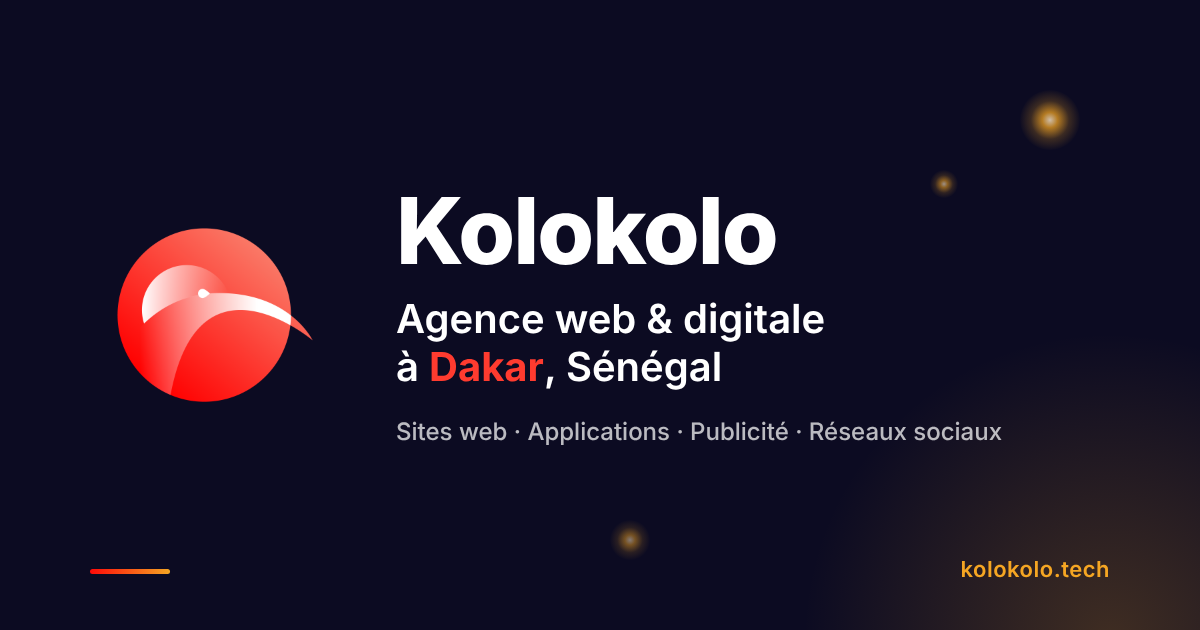 Kolokolo
Agence web & digitale
à Dakar, Sénégal
Sites web · Applications · Publicité · Réseaux sociaux
kolokolo.tech